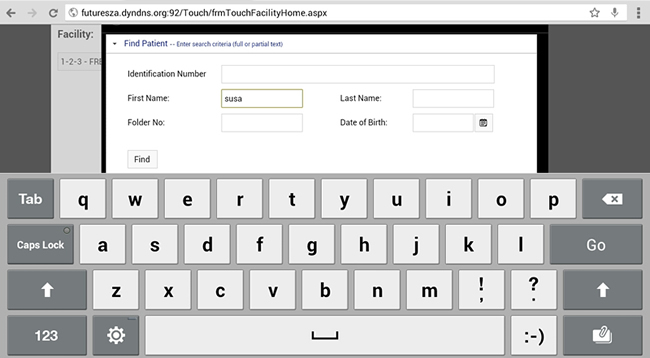 futuresza.dyndns.org:92/Touch/frmTouchFacilityHome.aspx
Facility:
Find Patient -- Enter search criteria (full or partial text)
1-2-3 - FRE
Identification Number
First Name: susa Last Name:
Folder No: Date of Birth:
Find
Tab q w e r t y u i o p
Caps Lock a s d f g h j k l Go
z x c v b n m ! , ? .
123 :-)